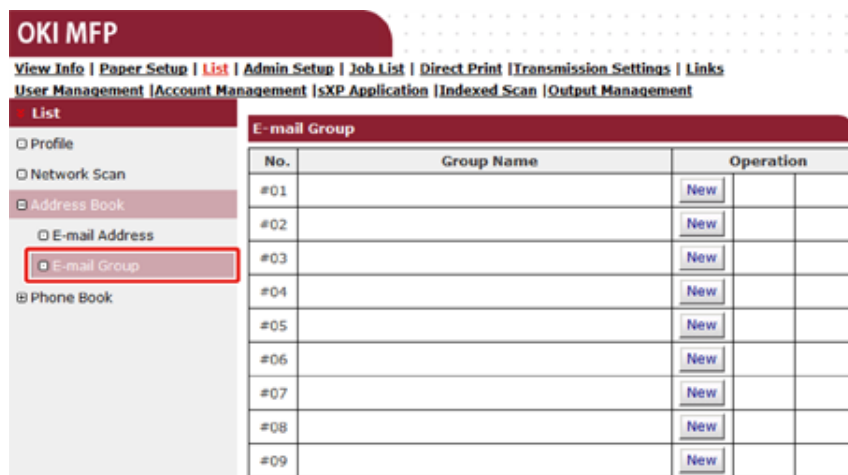 OKI MFP
View Info | Paper Setup | List | Admin Setup | Job List | Direct Print |Transmission Settings | Links
User Management |Account Management |sXP Application |Indexed Scan |Output Management
List
Profile
Network Scan
Address Book
E-mail Address
E-mail Group
Phone Book
E-mail Group
No. Group Name Operation
#01 New
#02 New
#03 New
#04 New
#05 New
#06 New
#07 New
#08 New
#09 New